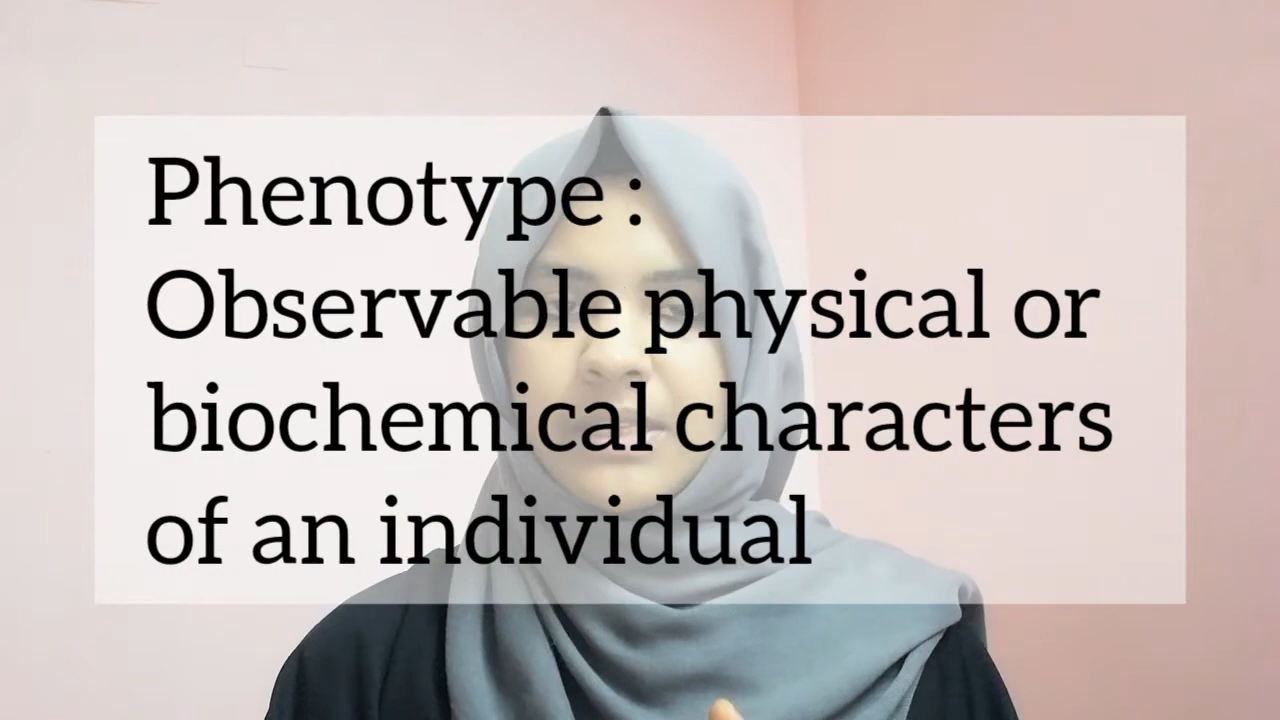 Phenotype :
Observable physical or
biochemical characters
of an individual